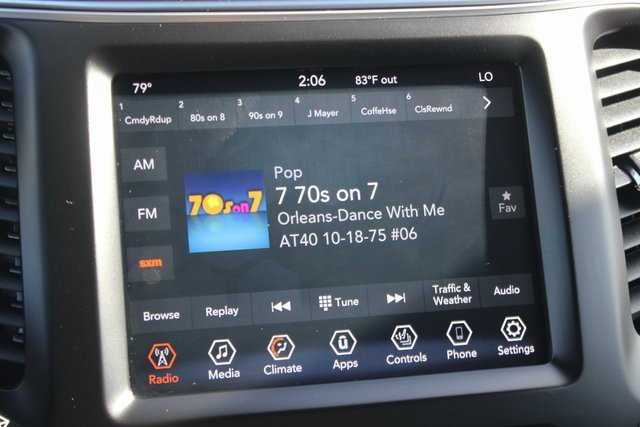 79° 2:06 83°F out LO
1 CmdyRdup 2 80s on 8 3 90s on 9 4 J Mayer 5 CoffeHse 6 ClsRewnd
AM
FM
sxm
70s on 7
Pop
7 70s on 7
Orleans-Dance With Me
AT40 10-18-75 #06
Fav
Browse Replay Tune Traffic & Weather Audio
Radio Media Climate Apps Controls Phone Settings